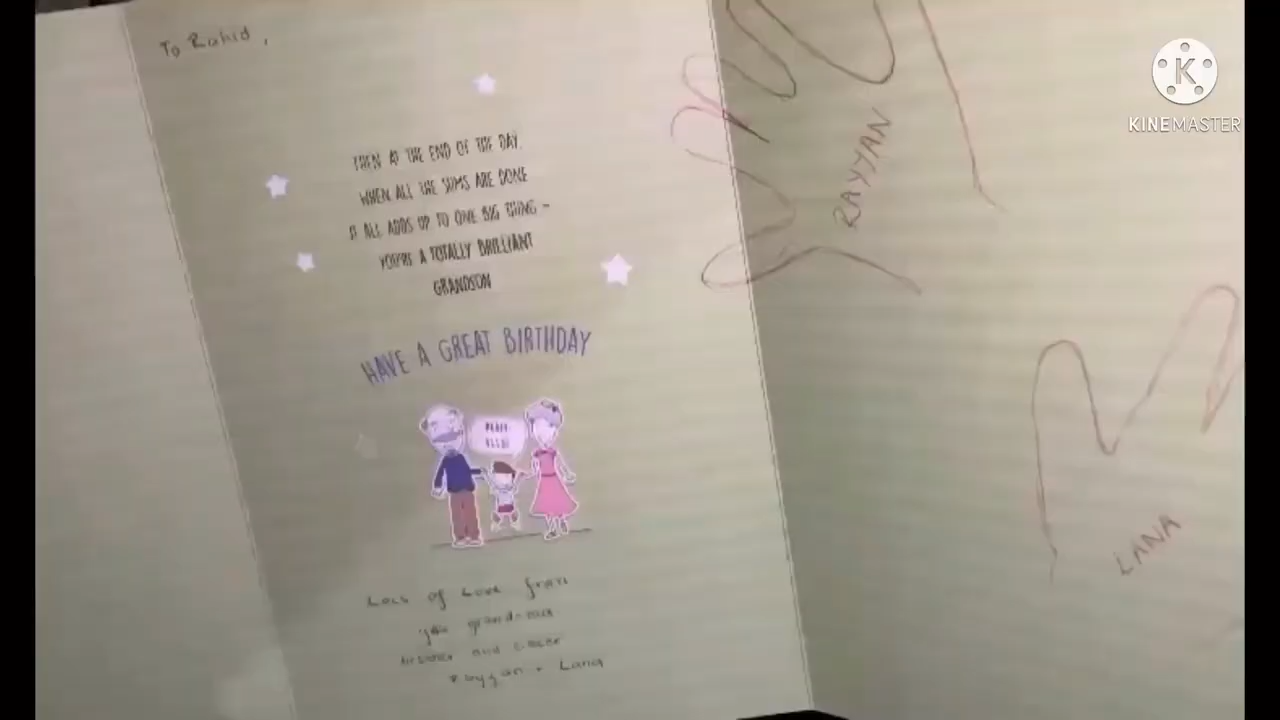 To Rahid,
THEN AT THE END OF THE DAY,
WHEN ALL THE SUMS ARE DONE
IT ALL ADDS UP TO ONE BIG THING –
YOU'RE A TOTALLY BRILLIANT
GRANDSON
HAVE A GREAT BIRTHDAY
Lots of Love from
your grand-dad
brother and sister
Rayyan + Lana
RAYYAN
LANA
KINEMASTER